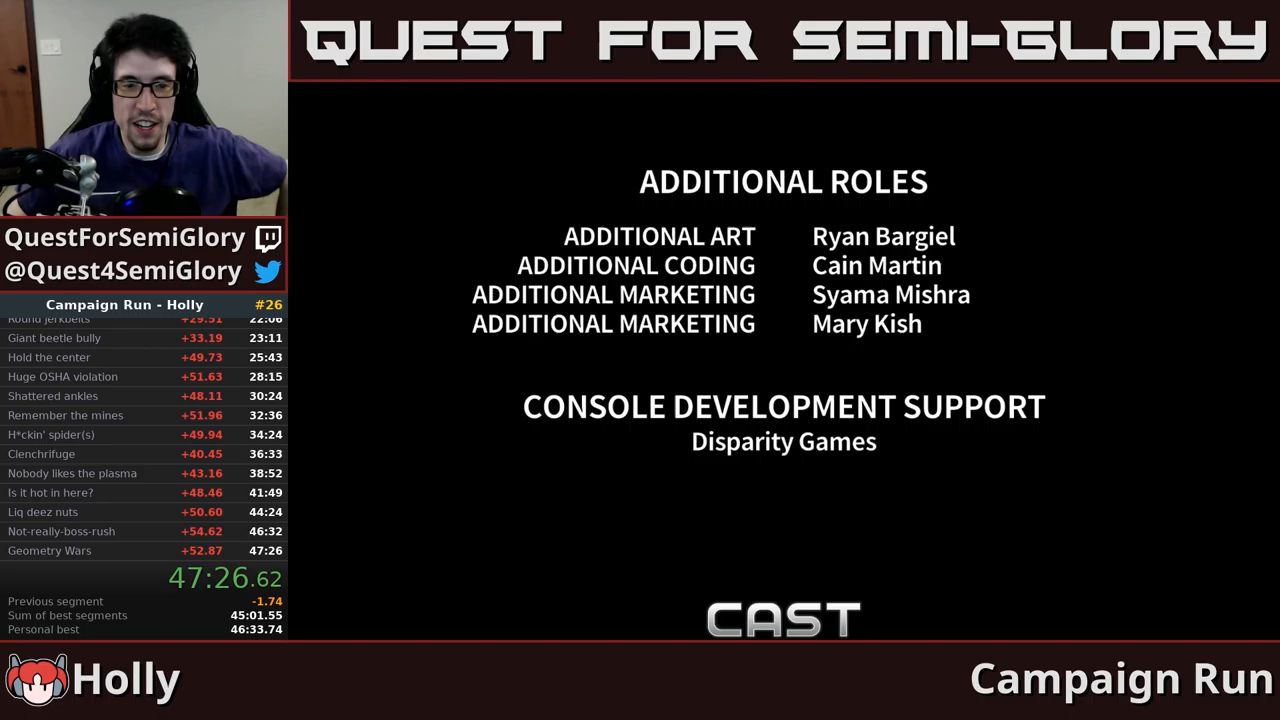 QUEST FOR SEMI-GLORY
QuestForSemiGlory
@Quest4SemiGlory
Campaign Run - Holly #26
Round jerkbelts +29.51 22:06
Giant beetle bully +33.19 23:11
Hold the center +49.73 25:43
Huge OSHA violation +51.63 28:15
Shattered ankles +48.11 30:24
Remember the mines +51.96 32:36
H*ckin' spider(s) +49.94 34:24
Clenchrifuge +40.45 36:33
Nobody likes the plasma +43.16 38:52
Is it hot in here? +48.46 41:49
Liq deez nuts +50.60 44:24
Not-really-boss-rush +54.62 46:32
Geometry Wars +52.87 47:26
47:26.62
Previous segment -1.74
Sum of best segments 45:01.55
Personal best 46:33.74
ADDITIONAL ROLES
ADDITIONAL ART Ryan Bargiel
ADDITIONAL CODING Cain Martin
ADDITIONAL MARKETING Syama Mishra
ADDITIONAL MARKETING Mary Kish
CONSOLE DEVELOPMENT SUPPORT
Disparity Games
CAST
Holly
Campaign Run